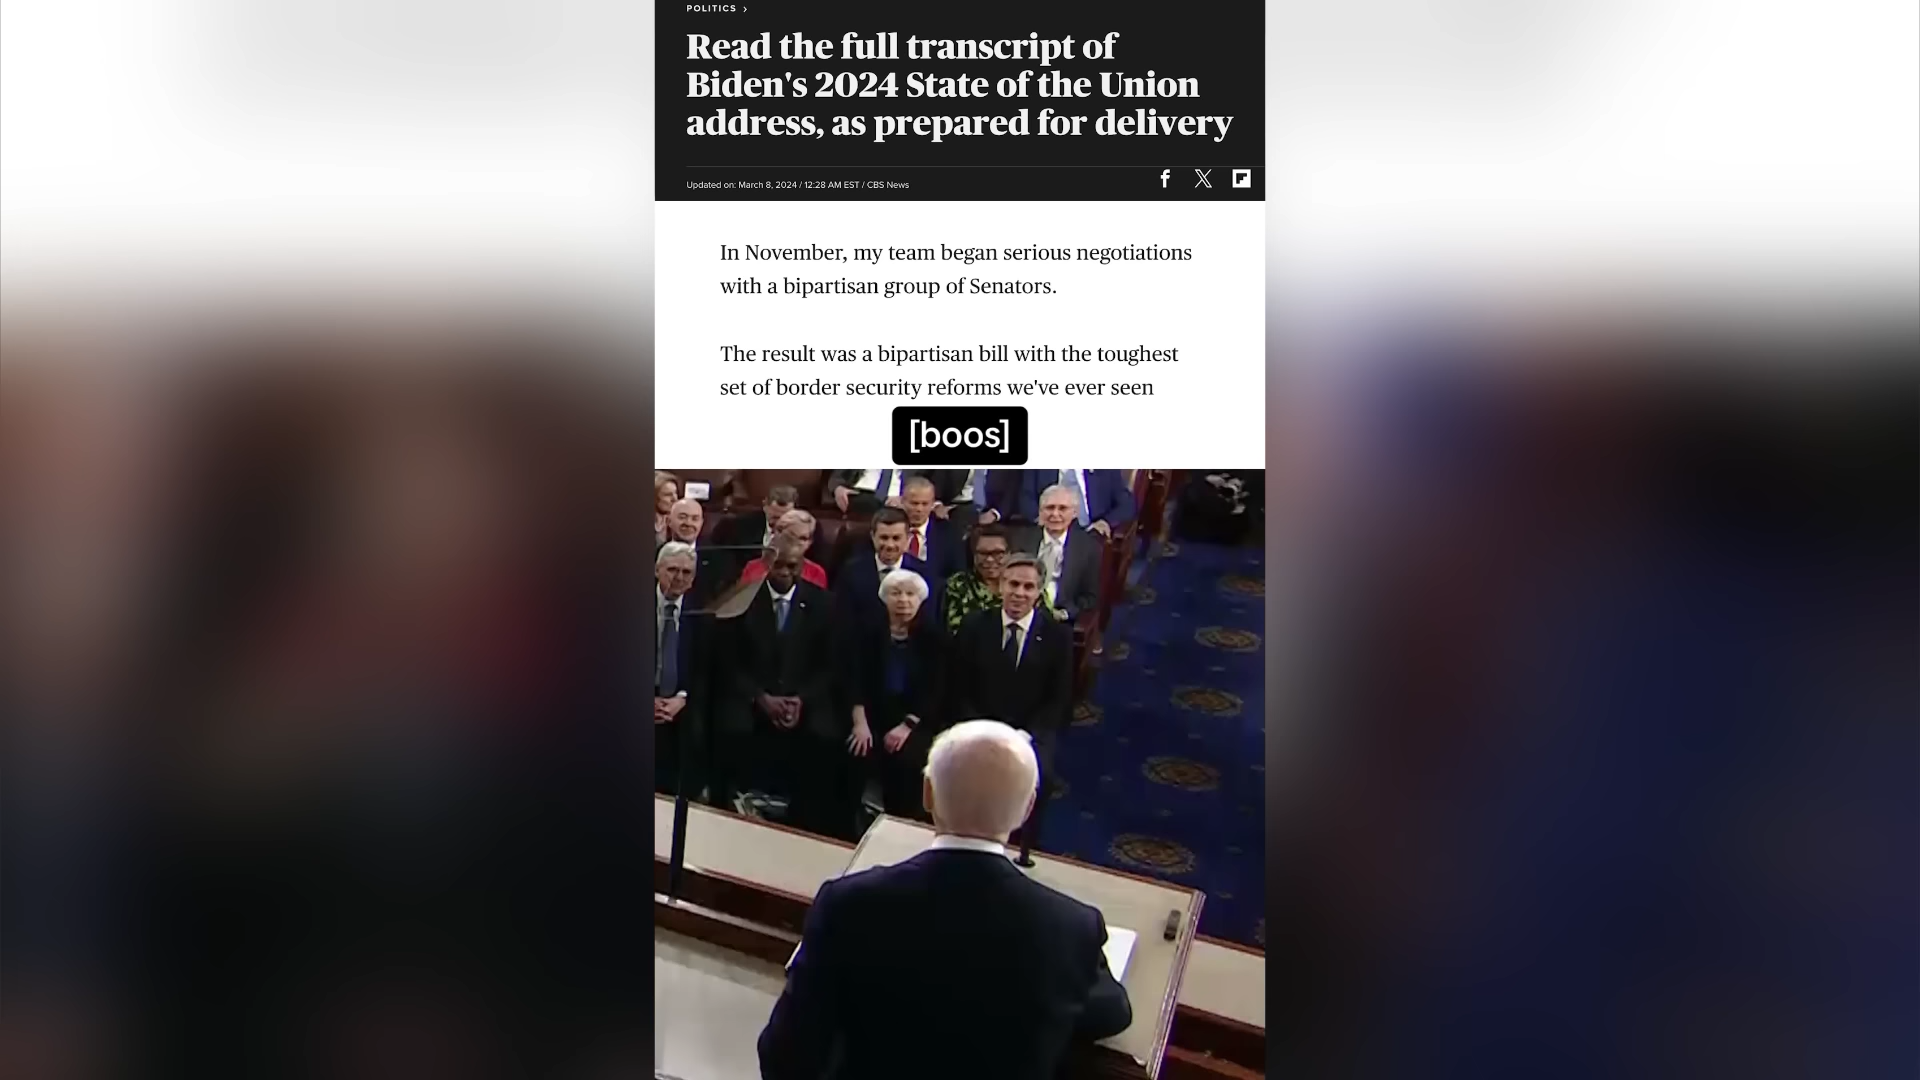 POLITICS ›
Read the full transcript of
Biden's 2024 State of the Union
address, as prepared for delivery
Updated on: March 8, 2024 / 12:28 AM EST / CBS News
In November, my team began serious negotiations
with a bipartisan group of Senators.
The result was a bipartisan bill with the toughest
set of border security reforms we've ever seen
[boos]